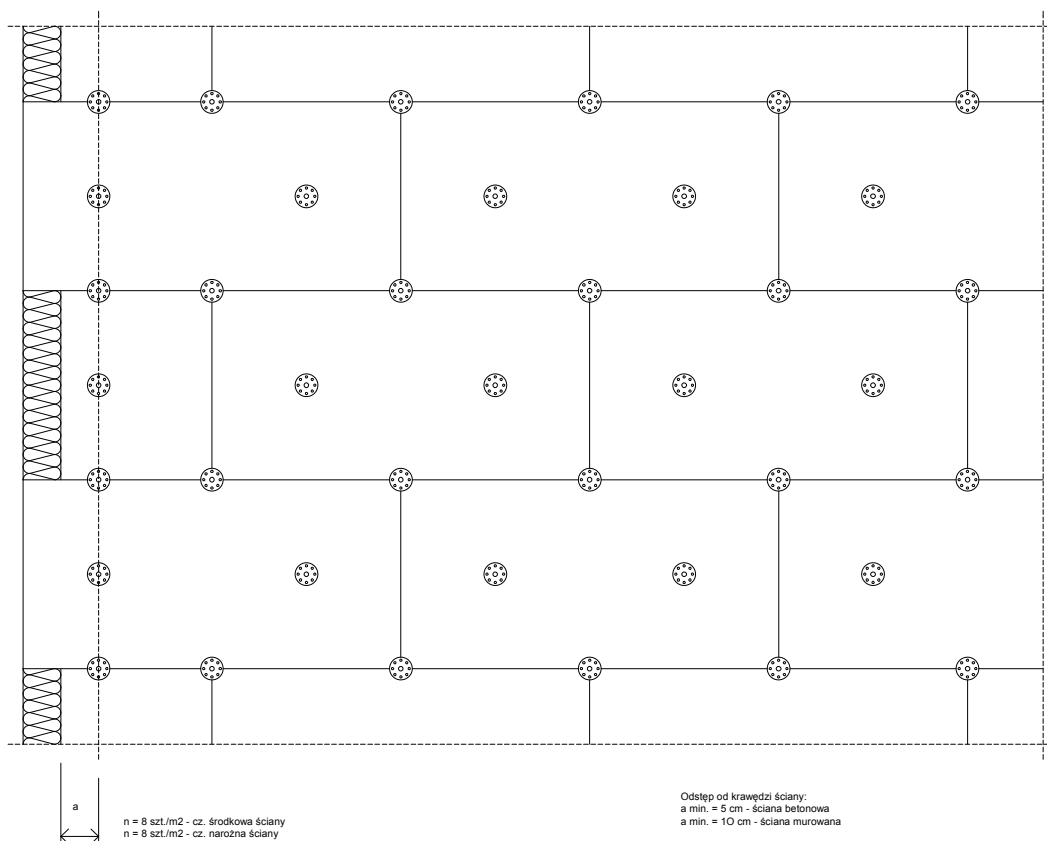 a
n = 8 szt./m2 - cz. środkowa ściany
n = 8 szt./m2 - cz. narożna ściany
Odstęp od krawędzi ściany:
a min. = 5 cm - ściana betonowa
a min. = 1O cm - ściana murowana